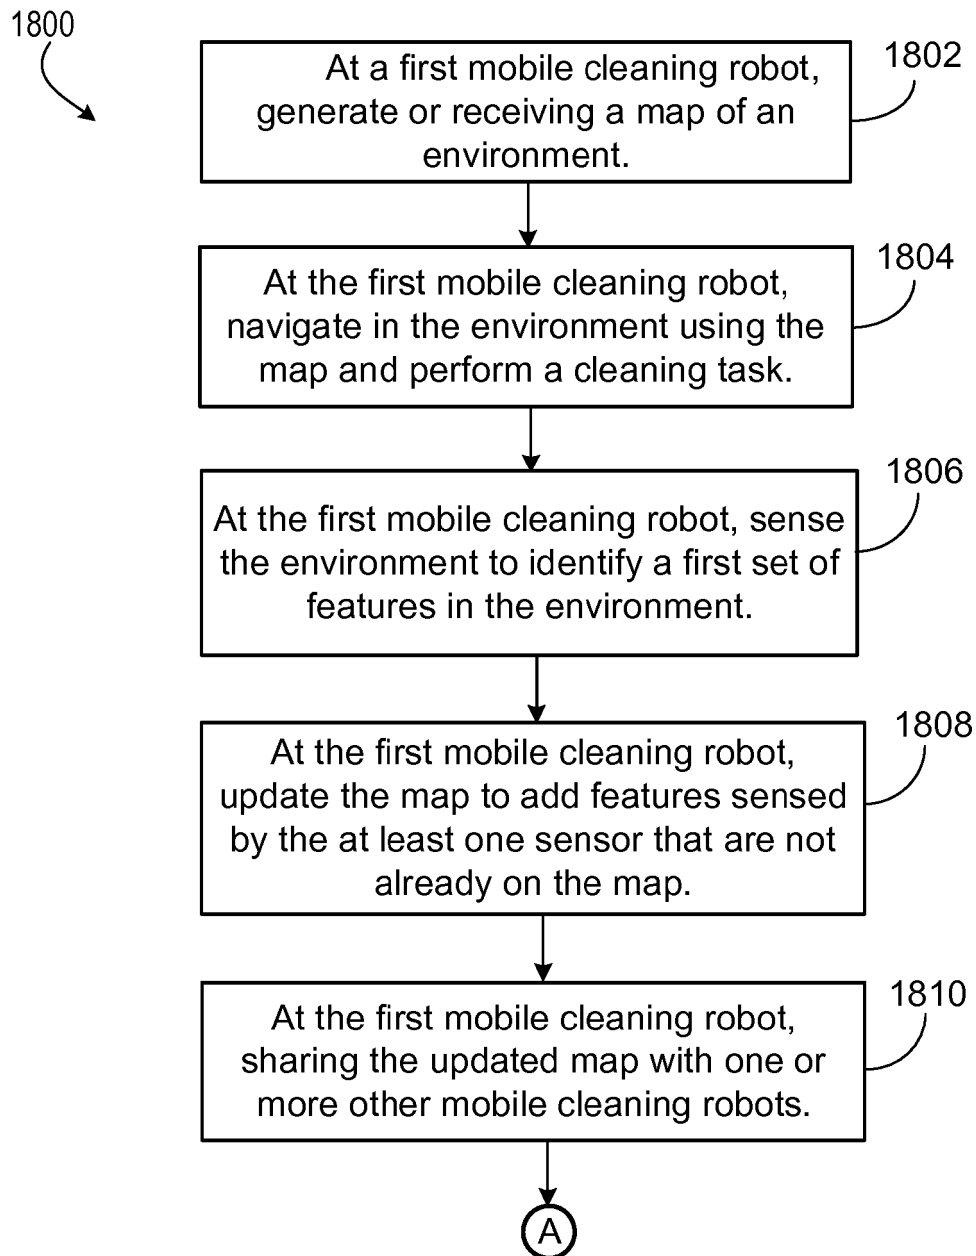 1800
At a first mobile cleaning robot,
generate or receiving a map of an
environment.
1802
At the first mobile cleaning robot,
navigate in the environment using the
map and perform a cleaning task.
1804
At the first mobile cleaning robot, sense
the environment to identify a first set of
features in the environment.
1806
At the first mobile cleaning robot,
update the map to add features sensed
by the at least one sensor that are not
already on the map.
1808
At the first mobile cleaning robot,
sharing the updated map with one or
more other mobile cleaning robots.
1810
A